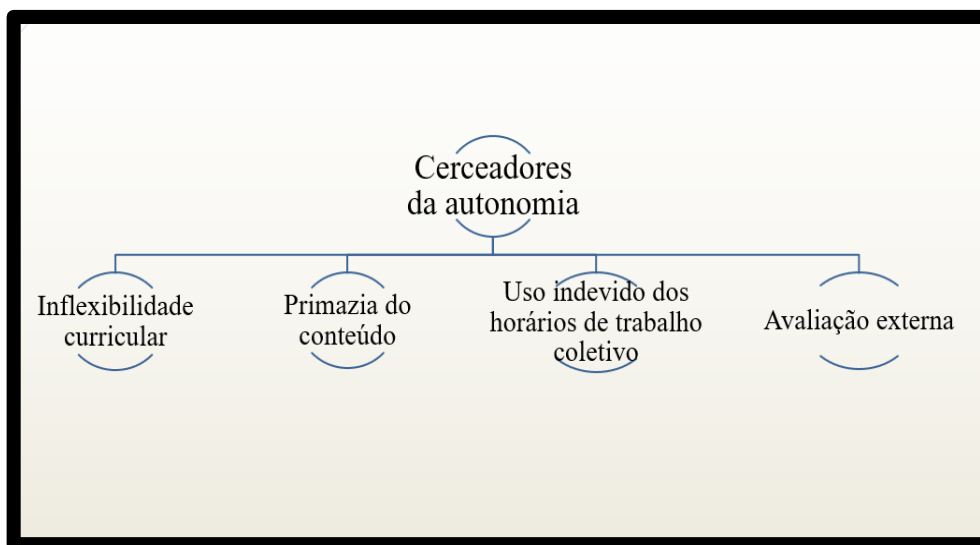 Cerceadores
da autonomia
Inflexibilidade
curricular
Primazia do
conteúdo
Uso indevido dos
horários de trabalho
coletivo
Avaliação externa